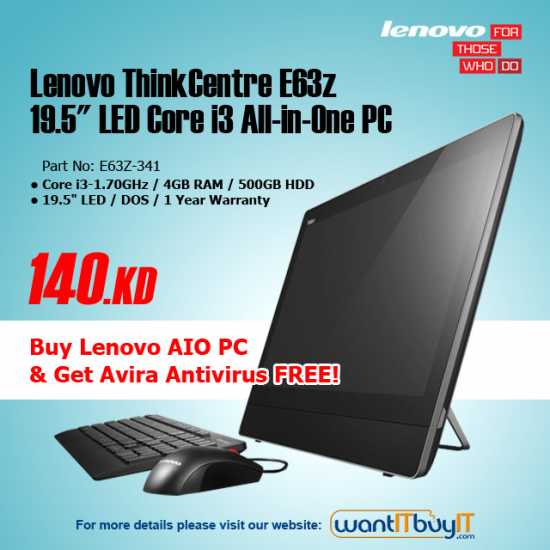 lenovo FOR
THOSE
WHO DO
Lenovo ThinkCentre E63z
19.5" LED Core i3 All-in-One PC
Part No: E63Z-341
• Core i3-1.70GHz / 4GB RAM / 500GB HDD
• 19.5" LED / DOS / 1 Year Warranty
140.KD
Buy Lenovo AIO PC
& Get Avira Antivirus FREE!
lenovo
For more details please visit our website: wantITbuyIT
.com